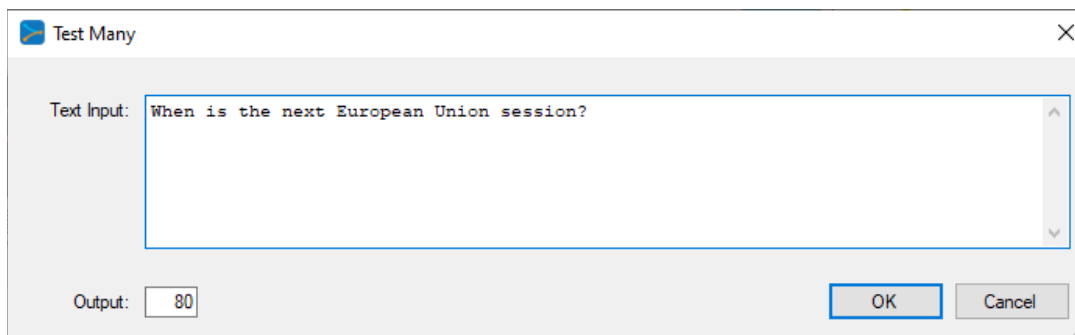 Test Many
Text Input: When is the next European Union session?
Output: 80 OK Cancel